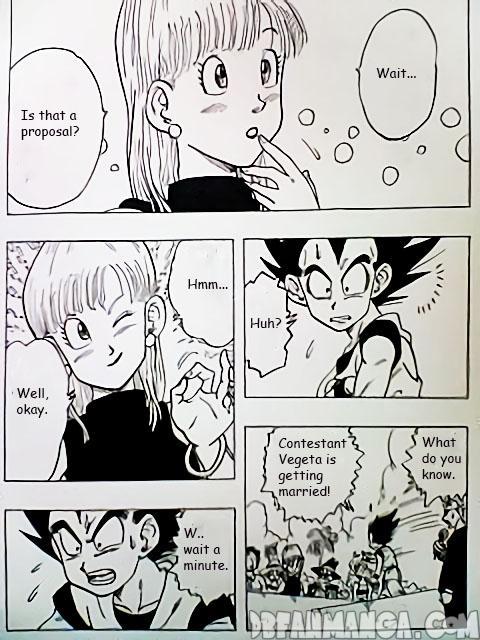 Wait...
Is that a
proposal?
Huh?
Hmm...
Well,
okay.
What
do you
know.
Contestant
Vegeta is
getting
married!
W..
wait a
minute.
DBFANMANGA.COM